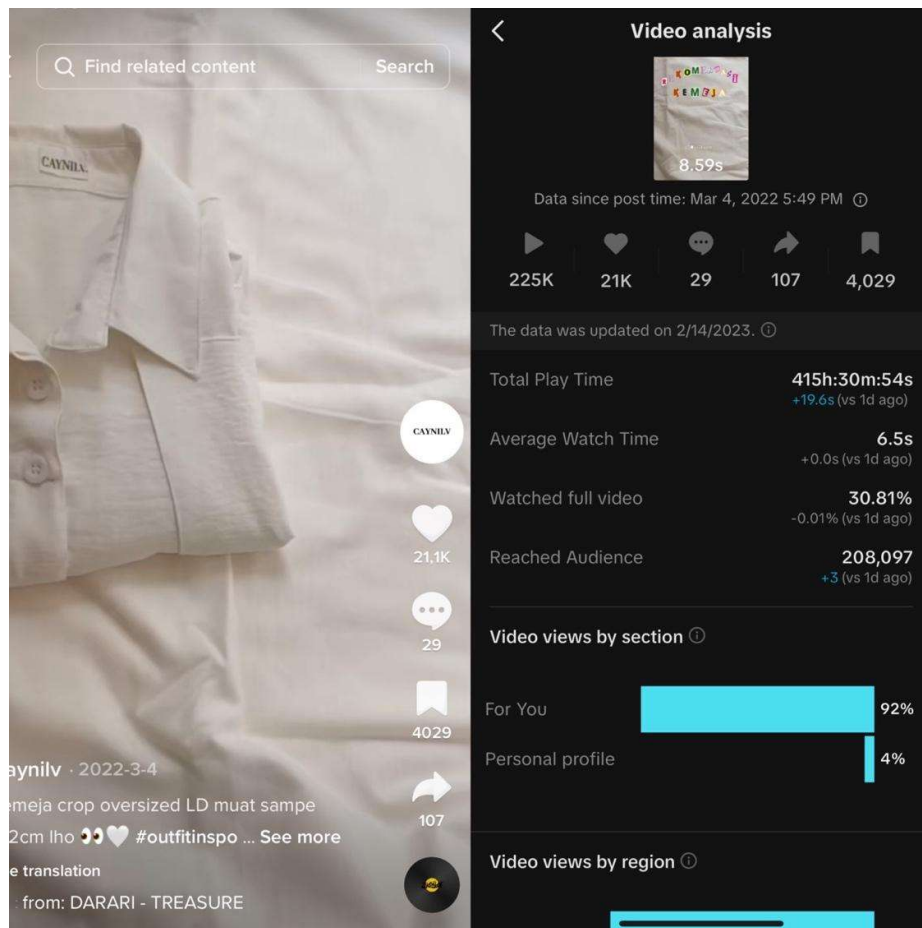 Find related content Search
CAYNILV.
CAYNILV
21,1K
29
4029
107
aynilv · 2022-3-4
emeja crop oversized LD muat sampe
2cm lho 👀🤍 #outfitinspo ... See more
e translation
from: DARARI - TREASURE
Video analysis
KEMEJA
8.59s
Data since post time: Mar 4, 2022 5:49 PM
225K 21K 29 107 4,029
The data was updated on 2/14/2023.
Total Play Time 415h:30m:54s
+19.6s (vs 1d ago)
Average Watch Time 6.5s
+0.0s (vs 1d ago)
Watched full video 30.81%
-0.01% (vs 1d ago)
Reached Audience 208,097
+3 (vs 1d ago)
Video views by section
For You 92%
Personal profile 4%
Video views by region